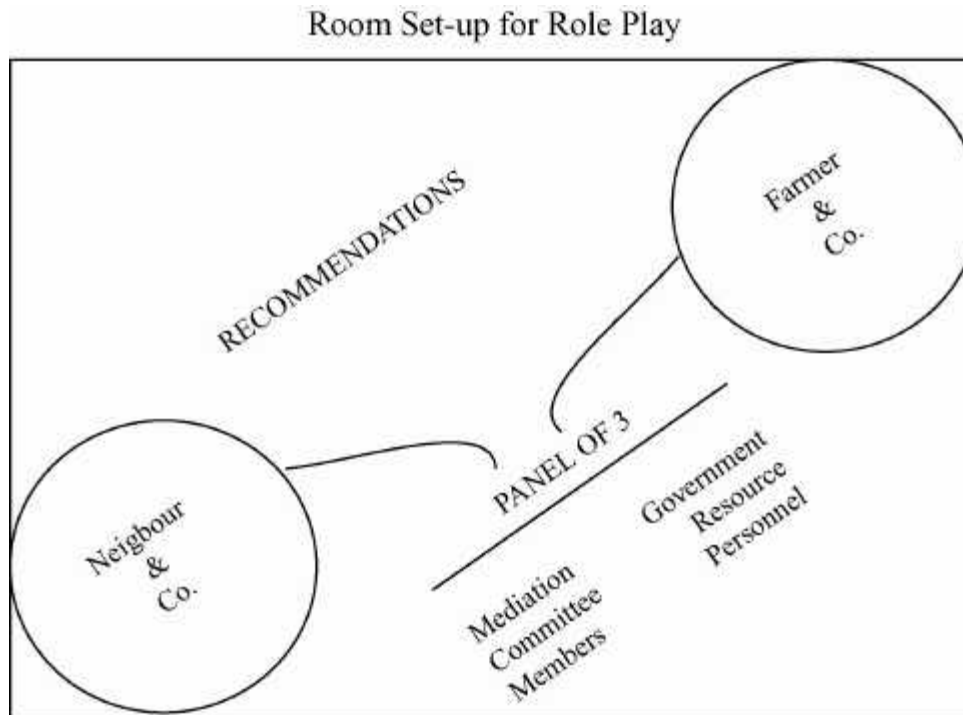 Room Set-up for Role Play
Farmer
&
Co.
RECOMMENDATIONS
PANEL OF 3
Government
Resource
Personnel
Neigbour
&
Co.
Mediation
Committee
Members